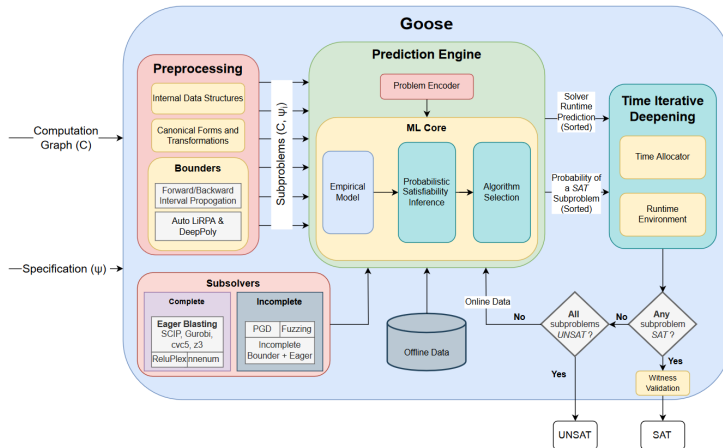 Goose
Preprocessing
Internal Data Structures
Canonical Forms and
Transformations
Bounders
Forward/Backward
Interval Propogation
Auto LiRPA &
DeepPoly
Computation
Graph (C)
Specification (ψ)
Subproblems (C, ψᵢ)
Prediction Engine
Problem Encoder
ML Core
Empirical
Model
Probabilistic
Satisfiability
Inference
Algorithm
Selection
Solver
Runtime
Prediction
(Sorted)
Probability of
a SAT
Subproblem
(Sorted)
Time Iterative
Deepening
Time Allocator
Runtime
Environment
Subsolvers
Complete
Eager Blasting
SCIP, Gurobi,
cvc5, z3
ReluPlex
nnenum
Incomplete
PGD
Fuzzing
Incomplete
Bounder + Eager
Offline Data
Online Data
No
All
subproblems
UNSAT ?
No
Any
subproblem
SAT ?
Yes
Yes
Witness
Validation
UNSAT
SAT